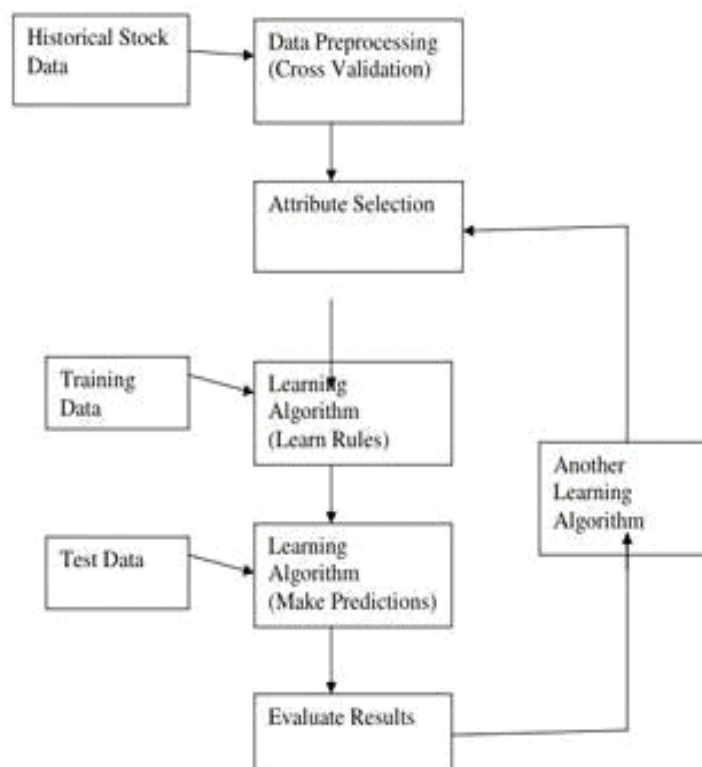 Historical Stock
Data
Data Preprocessing
(Cross Validation)
Attribute Selection
Training
Data
Learning
Algorithm
(Learn Rules)
Another
Learning
Algorithm
Test Data
Learning
Algorithm
(Make Predictions)
Evaluate Results